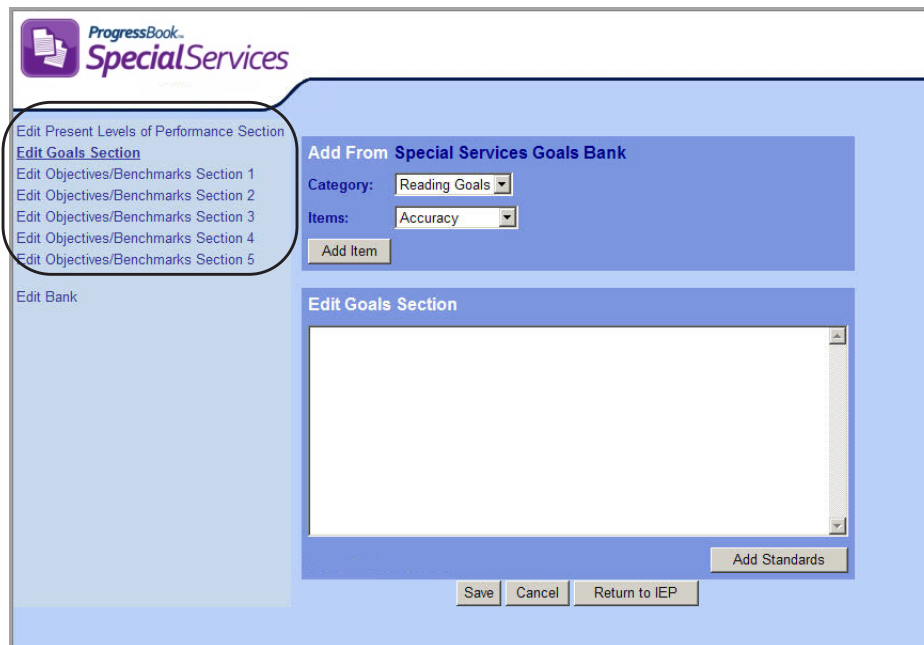 ProgressBook™
SpecialServices
Edit Present Levels of Performance Section
Edit Goals Section
Edit Objectives/Benchmarks Section 1
Edit Objectives/Benchmarks Section 2
Edit Objectives/Benchmarks Section 3
Edit Objectives/Benchmarks Section 4
Edit Objectives/Benchmarks Section 5
Edit Bank
Add From Special Services Goals Bank
Category: Reading Goals
Items: Accuracy
Add Item
Edit Goals Section
Add Standards
Save Cancel Return to IEP